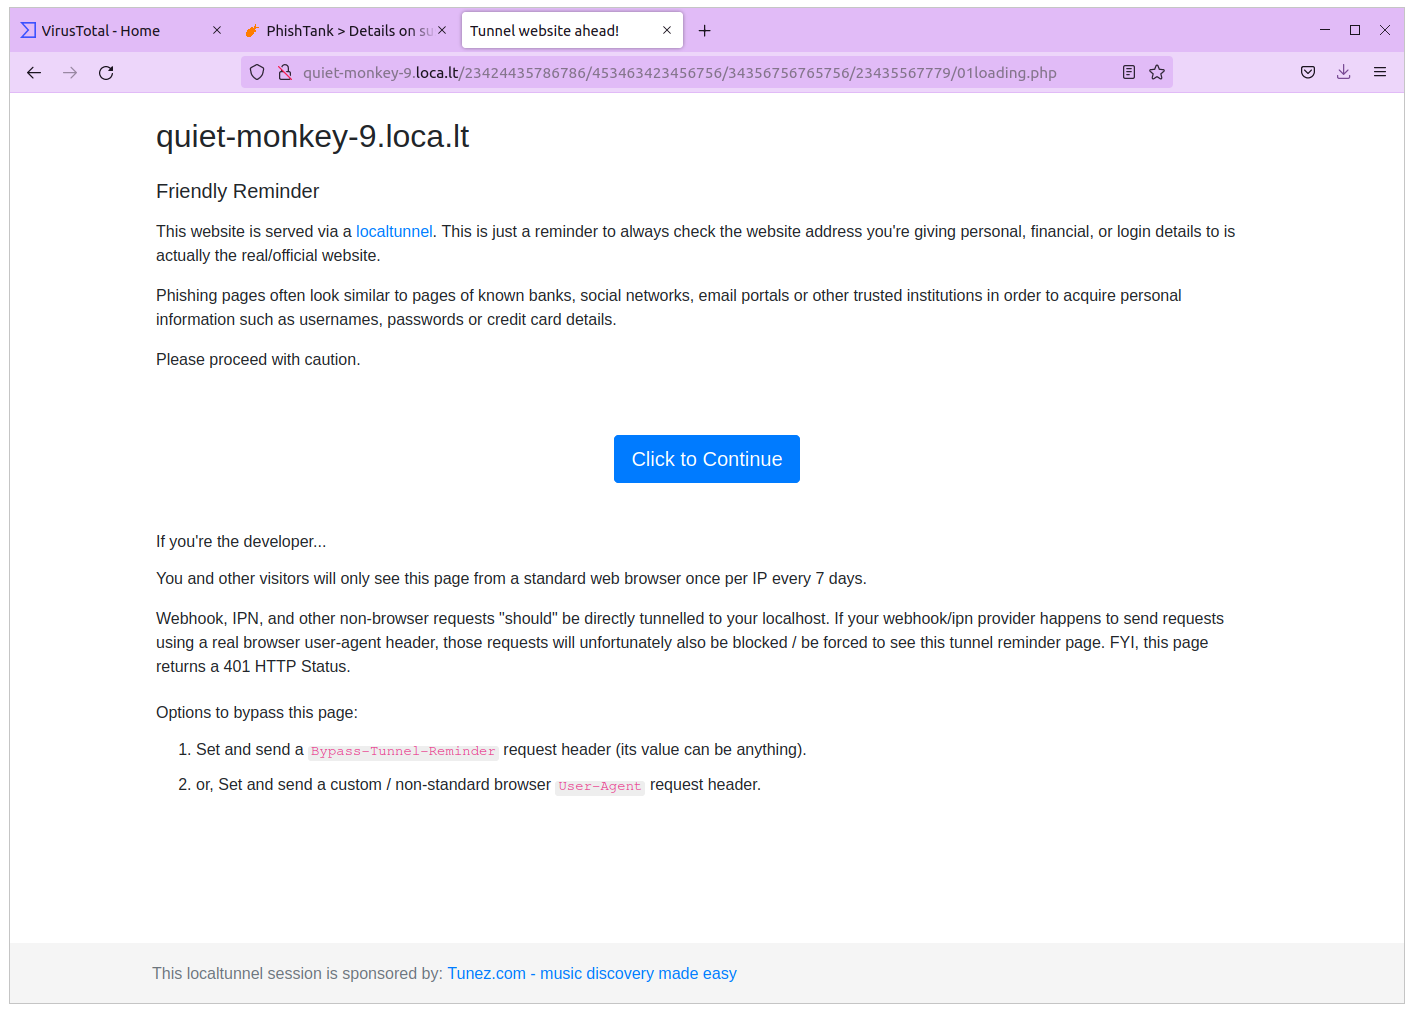 VirusTotal - Home
PhishTank > Details on su
Tunnel website ahead!
quiet-monkey-9.loca.lt/23424435786786/453463423456756/34356756765756/23435567779/01loading.php
quiet-monkey-9.loca.lt
Friendly Reminder
This website is served via a localtunnel. This is just a reminder to always check the website address you're giving personal, financial, or login details to is
actually the real/official website.
Phishing pages often look similar to pages of known banks, social networks, email portals or other trusted institutions in order to acquire personal
information such as usernames, passwords or credit card details.
Please proceed with caution.
Click to Continue
If you're the developer...
You and other visitors will only see this page from a standard web browser once per IP every 7 days.
Webhook, IPN, and other non-browser requests "should" be directly tunnelled to your localhost. If your webhook/ipn provider happens to send requests
using a real browser user-agent header, those requests will unfortunately also be blocked / be forced to see this tunnel reminder page. FYI, this page
returns a 401 HTTP Status.
Options to bypass this page:
1. Set and send a Bypass-Tunnel-Reminder request header (its value can be anything).
2. or, Set and send a custom / non-standard browser User-Agent request header.
This localtunnel session is sponsored by: Tunez.com - music discovery made easy